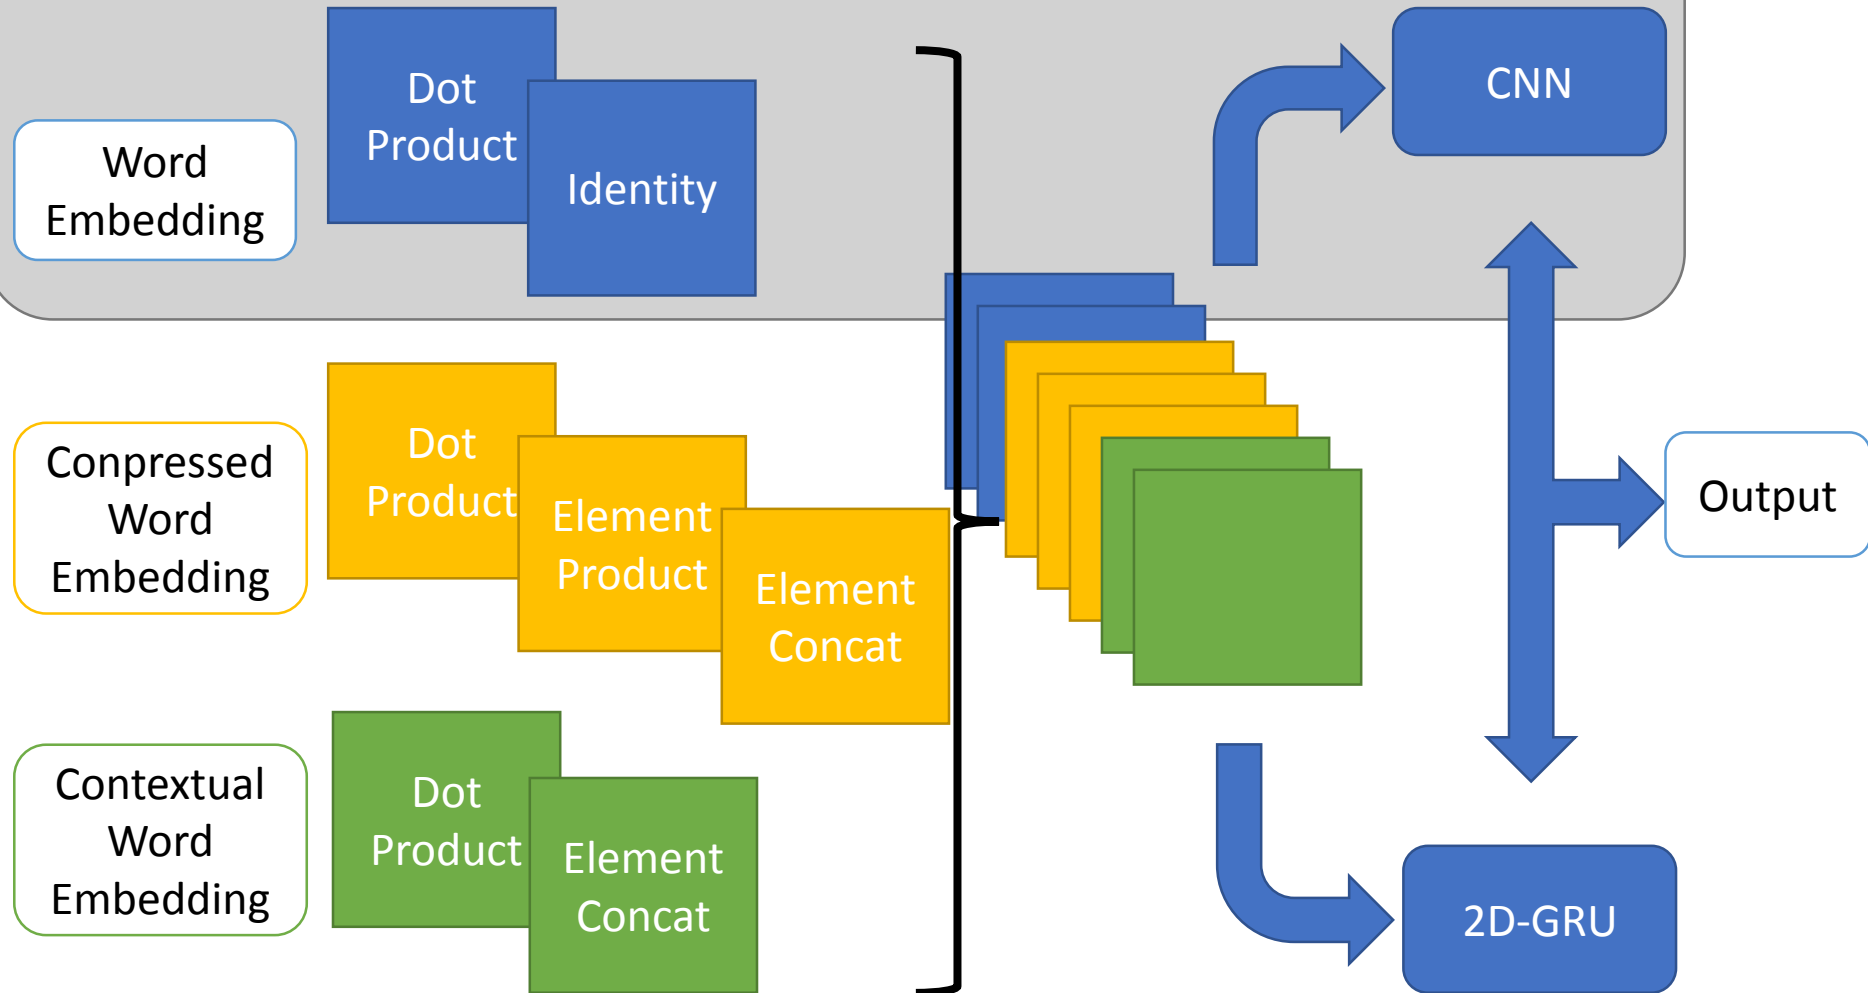 Word
Embedding
Dot
Product
Identity
CNN
Conpressed
Word
Embedding
Dot
Product
Element
Product
Element
Concat
Output
Contextual
Word
Embedding
Dot
Product
Element
Concat
2D-GRU